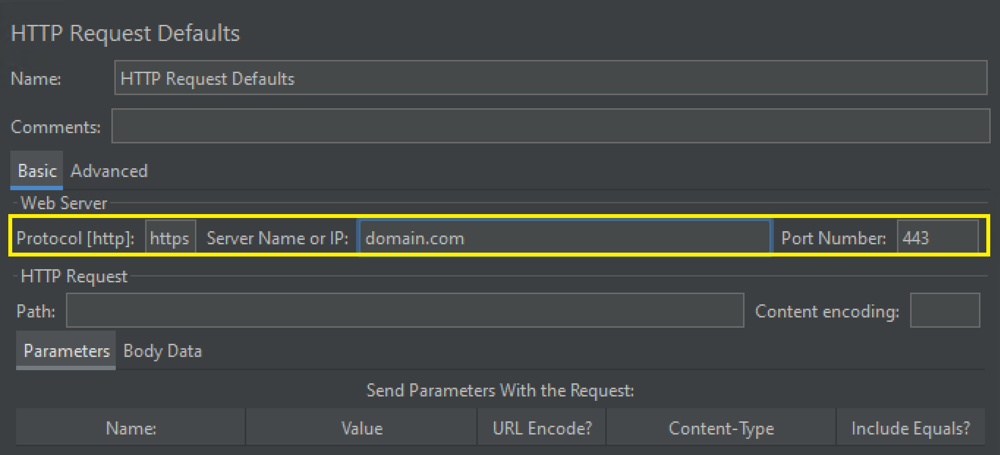 HTTP Request Defaults
Name: HTTP Request Defaults
Comments:
Basic Advanced
Web Server
Protocol [http]: https Server Name or IP: domain.com Port Number: 443
HTTP Request
Path: Content encoding:
Parameters Body Data
Send Parameters With the Request:
Name: Value URL Encode? Content-Type Include Equals?